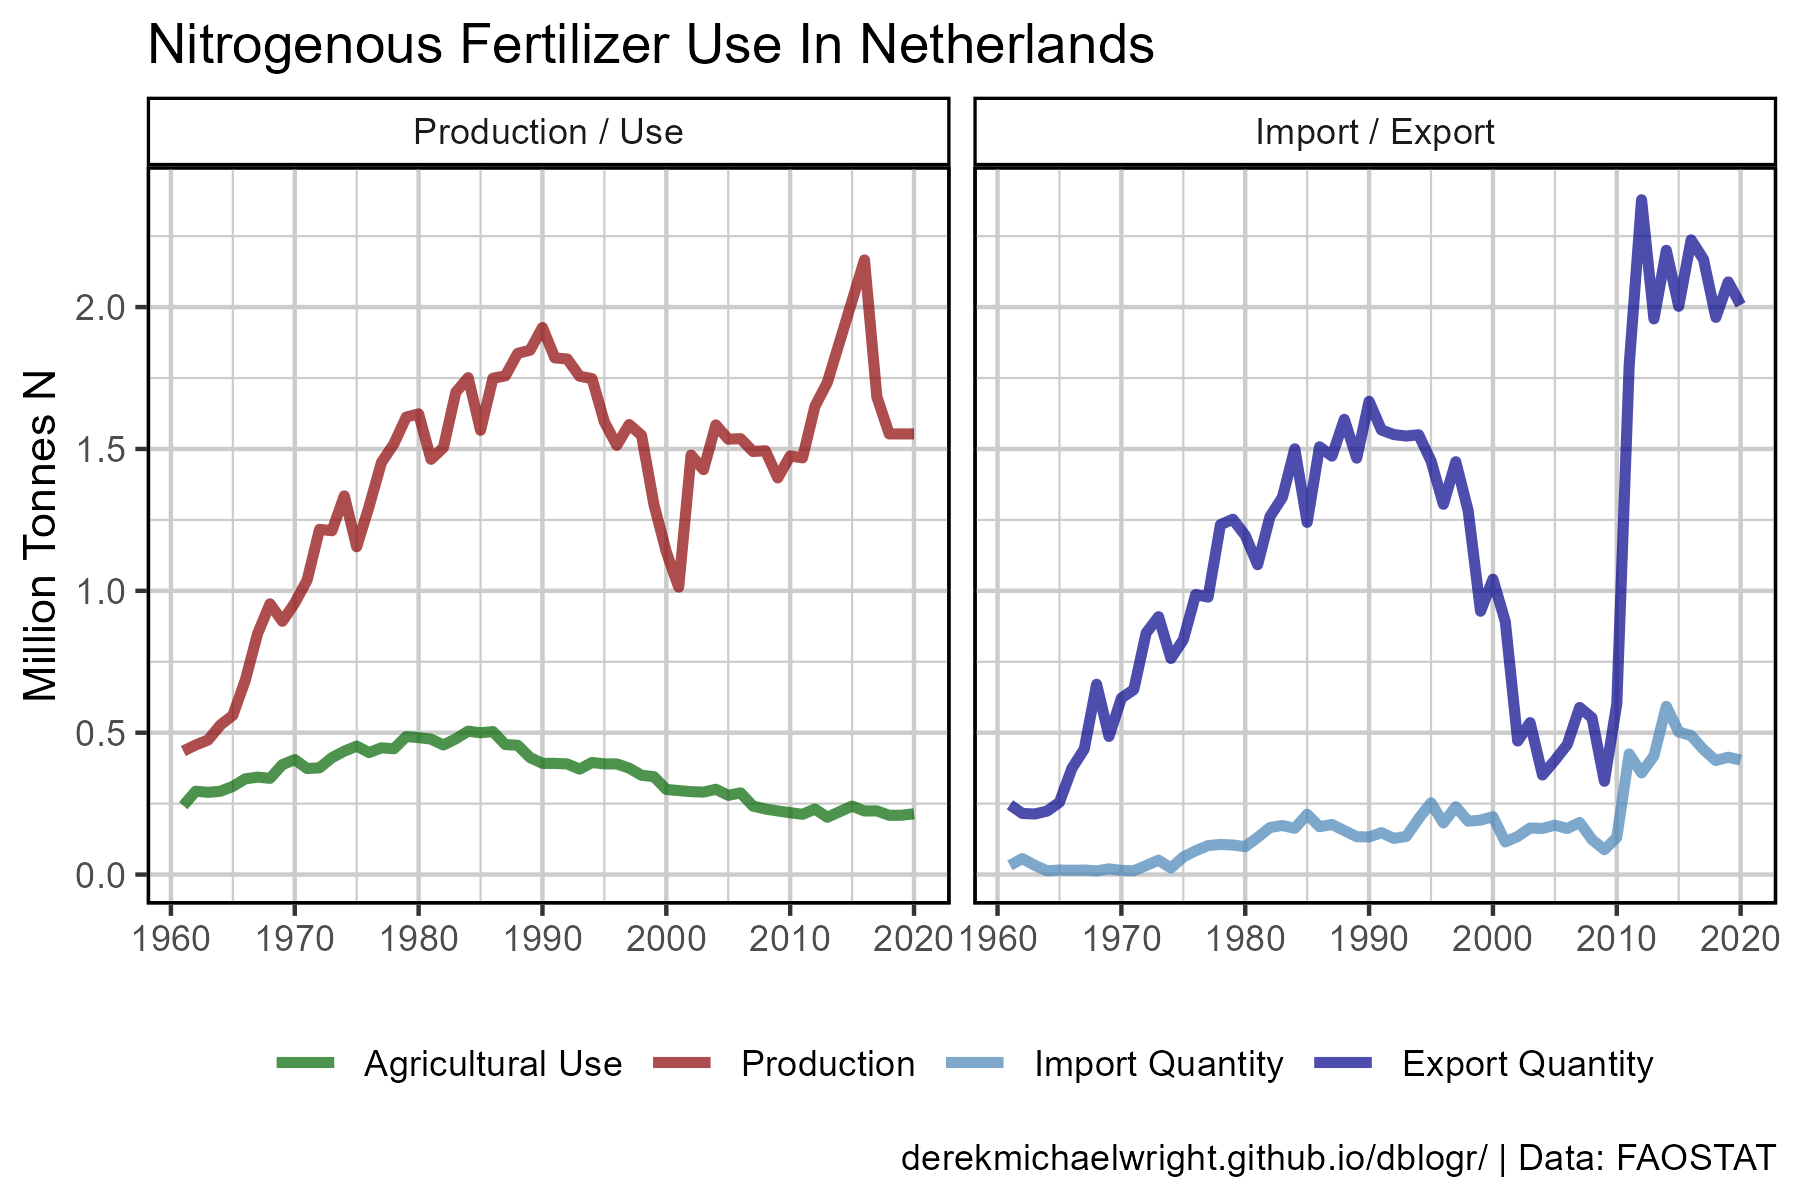 Nitrogenous Fertilizer Use In Netherlands
Production / Use
Import / Export
Million Tonnes N
2.0
1.5
1.0
0.5
0.0
1960 1970 1980 1990 2000 2010 2020
1960 1970 1980 1990 2000 2010 2020
Agricultural Use Production Import Quantity Export Quantity
derekmichaelwright.github.io/dblogr/ | Data: FAOSTAT